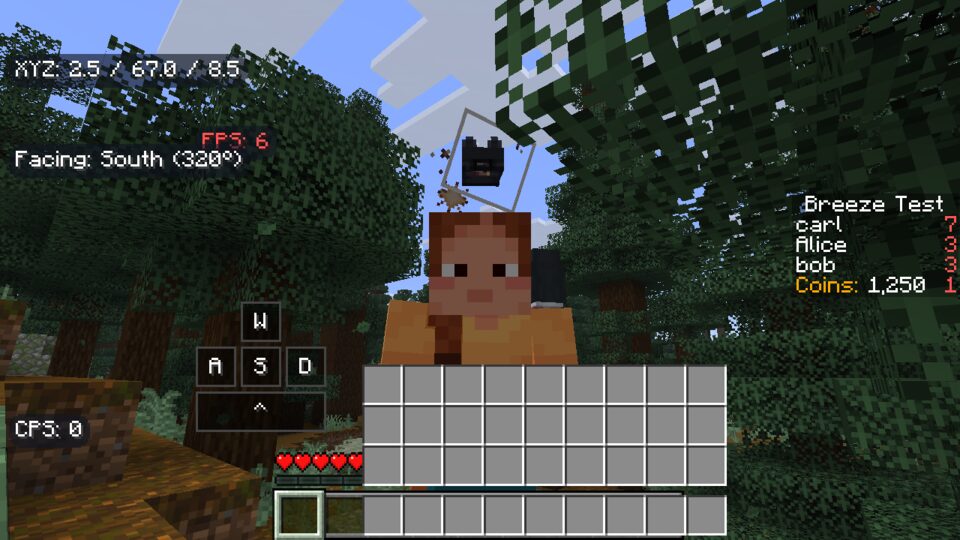 XYZ: 2.5 / 67.0 / 8.5
FPS: 6
Facing: South (320°)
Breeze Test
carl 7
Alice 3
bob 3
Coins: 1,250 1
W
A S D
^
CPS: 0